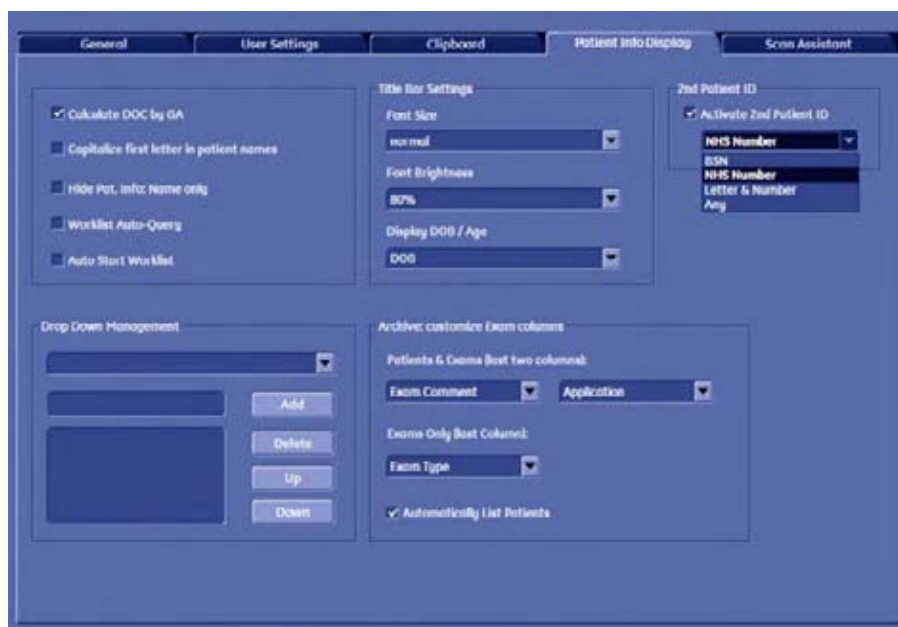 General
User Settings
Clipboard
Patient Info Display
Scan Assistant
Calculate DOC by GA
Capitalize first letter in patient names
Hide Pat. Info: Name only
Worklist Auto-Query
Auto Start Worklist
Title Bar Settings
Font Size
normal
Font Brightness
80%
Display DOB / Age
DOB
2nd Patient ID
Activate 2nd Patient ID
NHS Number
BSN
NHS Number
Letter & Number
Any
Drop Down Management
Add
Delete
Up
Down
Archive: customize Exam columns
Patients & Exams (last two columns):
Exam Comment
Application
Exams Only (last Column):
Exam Type
Automatically List Patients